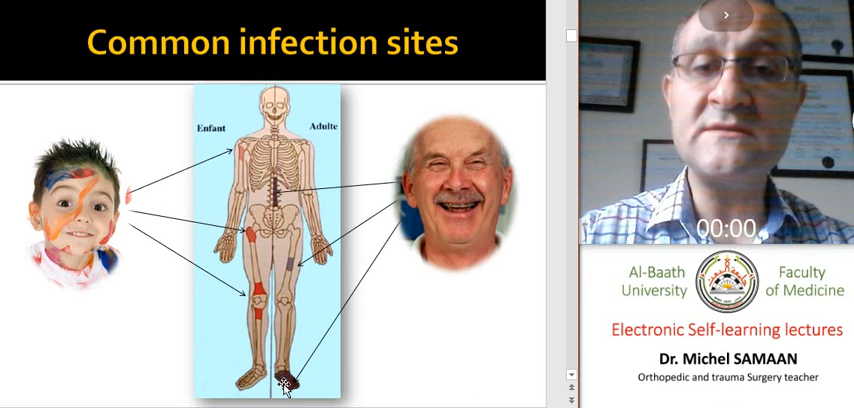 Common infection sites
Enfant
Adulte
00:00
Al-Baath
University
Faculty
of Medicine
Electronic Self-learning lectures
Dr. Michel SAMAAN
Orthopedic and trauma Surgery teacher